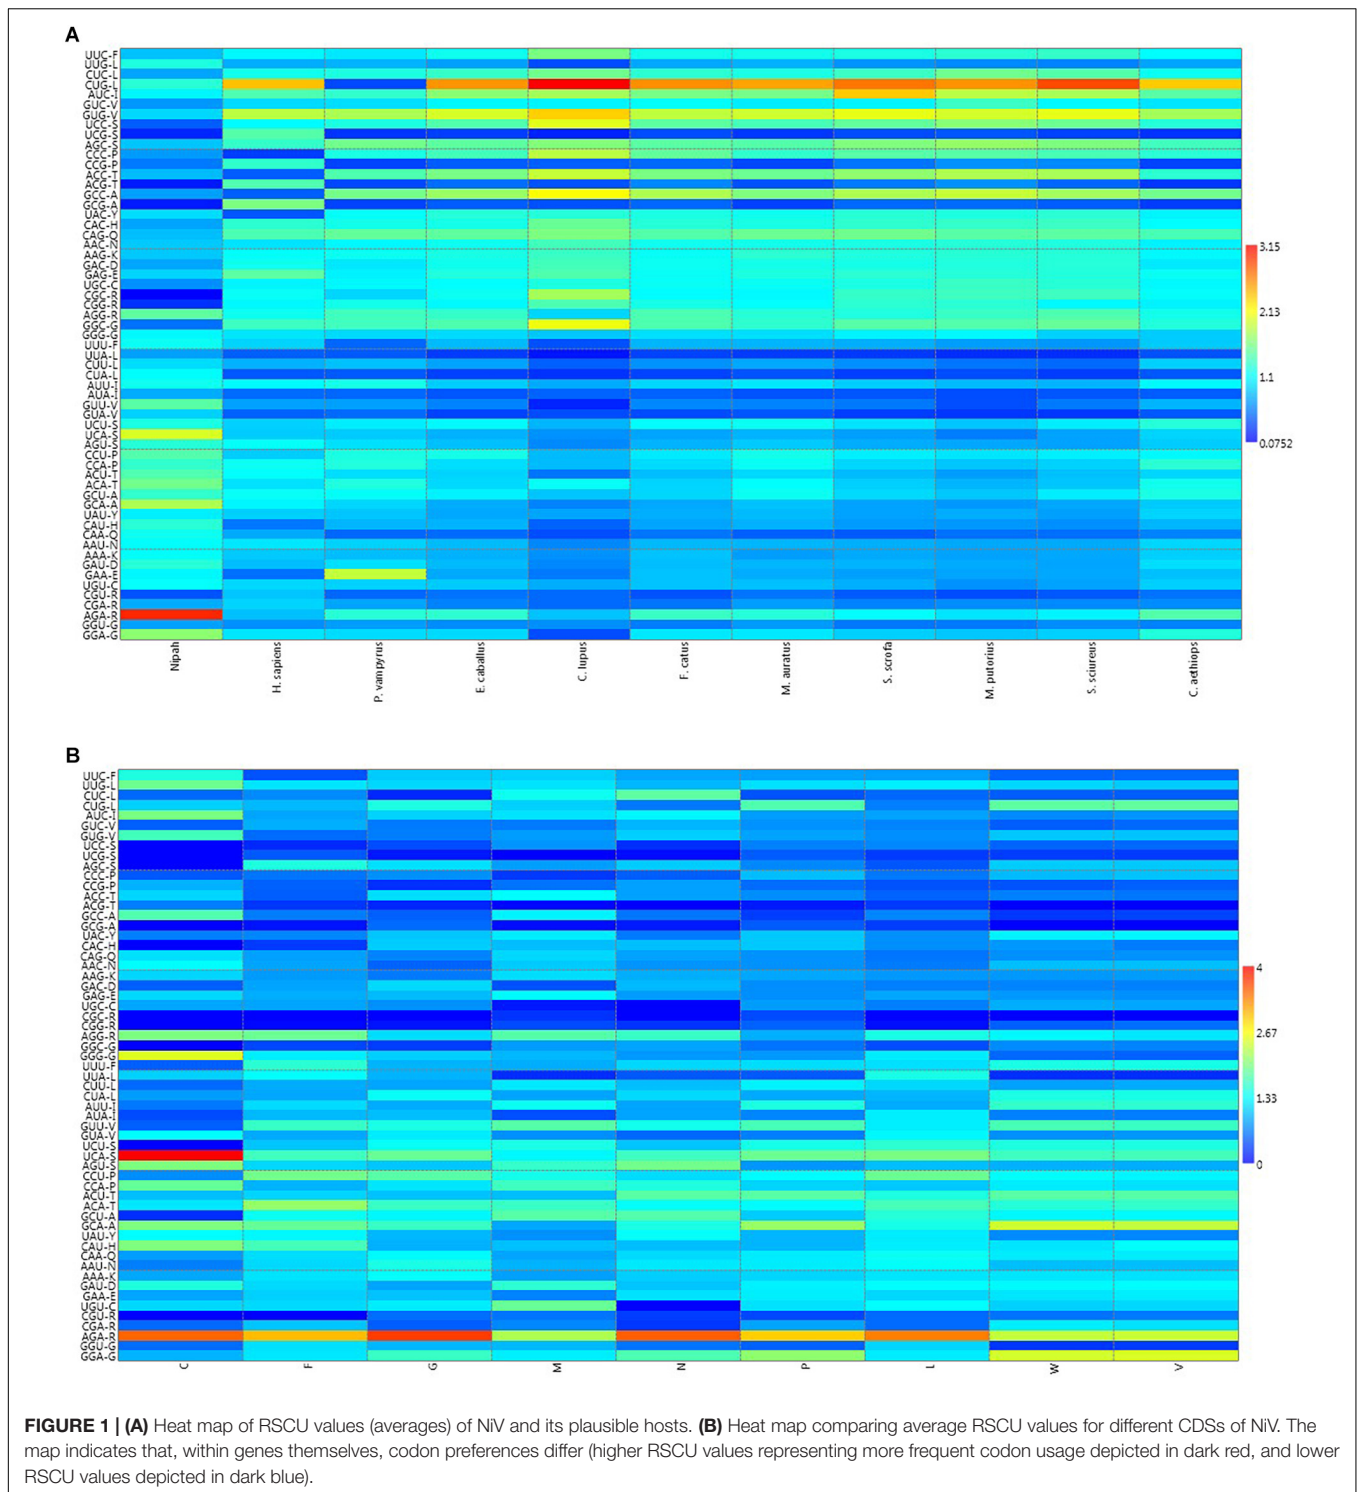 A
UUC-F
UUG-L
CUC-L
CUG-L
AUC-I
GUC-V
GUG-V
UCC-S
UCG-S
AGC-S
CCC-P
CCG-P
ACC-T
ACG-T
GCC-A
GCG-A
UAC-Y
CAC-H
CAG-Q
AAC-N
AAG-K
GAC-D
GAG-E
UGC-C
CGC-R
CGG-R
AGG-R
GGC-G
GGG-G
UUU-F
UUA-L
CUU-L
CUA-L
AUU-I
AUA-I
GUU-V
GUA-V
UCU-S
UCA-S
AGU-S
CCU-P
CCA-P
ACU-T
ACA-T
GCU-A
GCA-A
UAU-Y
CAU-H
CAA-Q
AAU-N
AAA-K
GAU-D
GAA-E
UGU-C
CGU-R
CGA-R
AGA-R
GGU-G
GGA-G
3.15
2.13
1.1
0.0752
Nipah
H. sapiens
P. vampyrus
E. caballus
C. lupus
F. catus
M. auratus
S. scrofa
M. putorius
S. sciureus
C. aethiops
B
UUC-F
UUG-L
CUC-L
CUG-L
AUC-I
GUC-V
GUG-V
UCC-S
UCG-S
AGC-S
CCC-P
CCG-P
ACC-T
ACG-T
GCC-A
GCG-A
UAC-Y
CAC-H
CAG-Q
AAC-N
AAG-K
GAC-D
GAG-E
UGC-C
CGC-R
CGG-R
AGG-R
GGC-G
GGG-G
UUU-F
UUA-L
CUU-L
CUA-L
AUU-I
AUA-I
GUU-V
GUA-V
UCU-S
UCA-S
AGU-S
CCU-P
CCA-P
ACU-T
ACA-T
GCU-A
GCA-A
UAU-Y
CAU-H
CAA-Q
AAU-N
AAA-K
GAU-D
GAA-E
UGU-C
CGU-R
CGA-R
AGA-R
GGU-G
GGA-G
4
2.67
1.33
0
C
F
G
M
N
P
L
W
V
FIGURE 1 | (A) Heat map of RSCU values (averages) of NiV and its plausible hosts. (B) Heat map comparing average RSCU values for different CDSs of NiV. The
map indicates that, within genes themselves, codon preferences differ (higher RSCU values representing more frequent codon usage depicted in dark red, and lower
RSCU values depicted in dark blue).